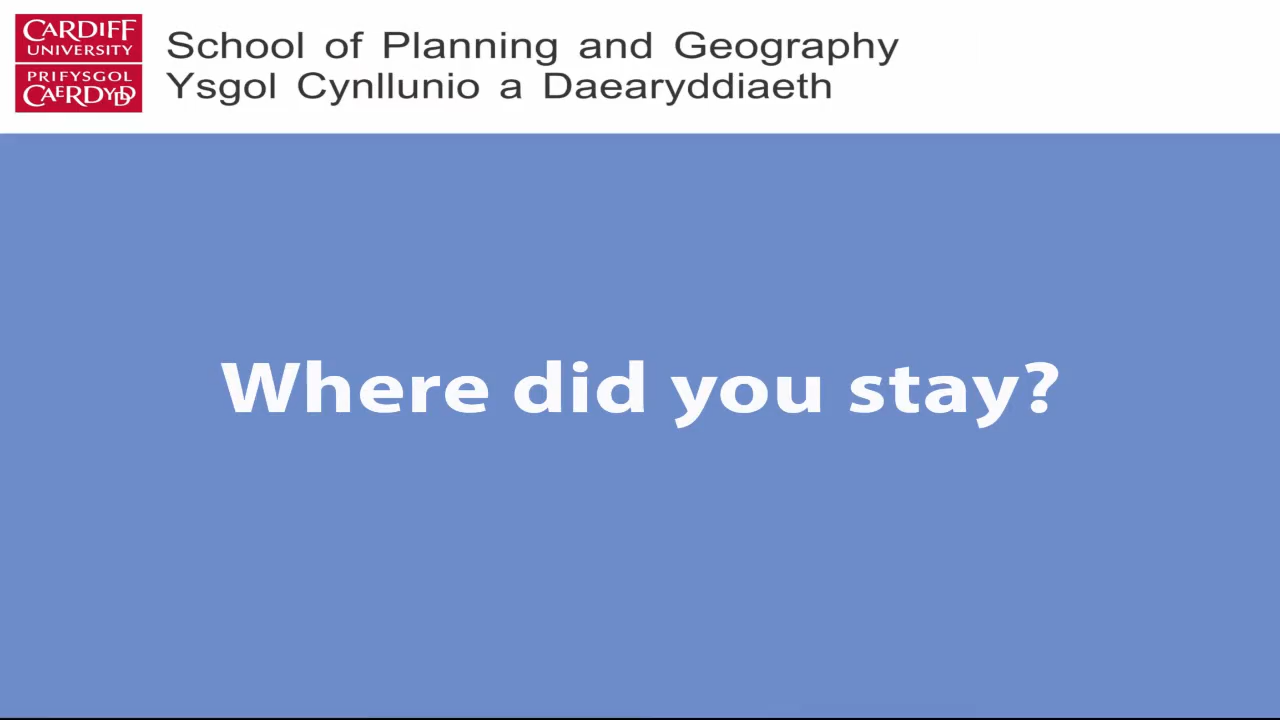 CARDIFF
UNIVERSITY
PRIFYSGOL
CAERDYDD
School of Planning and Geography
Ysgol Cynllunio a Daearyddiaeth
Where did you stay?